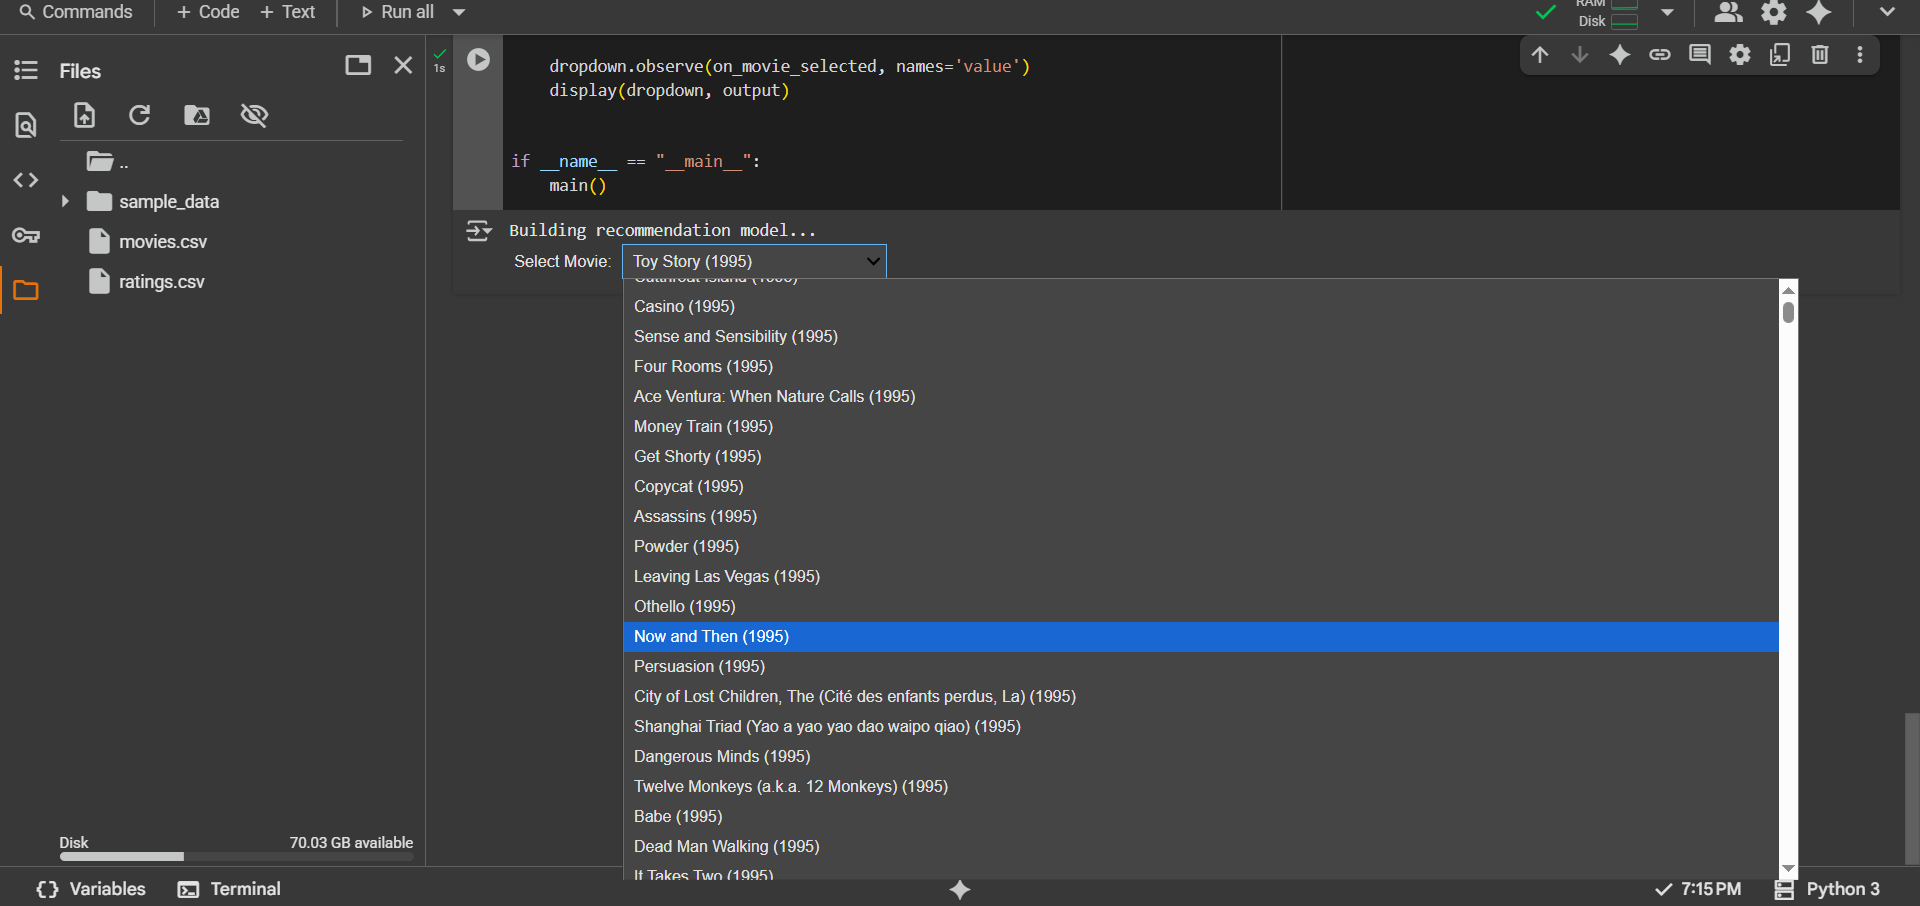 Commands
+ Code
+ Text
Run all
RAM
Disk
Files
..
sample_data
movies.csv
ratings.csv
Disk
70.03 GB available
1s
dropdown.observe(on_movie_selected, names='value')
display(dropdown, output)
if __name__ == "__main__":
main()
Building recommendation model...
Select Movie:
Toy Story (1995)
Cutthroat Island (1995)
Casino (1995)
Sense and Sensibility (1995)
Four Rooms (1995)
Ace Ventura: When Nature Calls (1995)
Money Train (1995)
Get Shorty (1995)
Copycat (1995)
Assassins (1995)
Powder (1995)
Leaving Las Vegas (1995)
Othello (1995)
Now and Then (1995)
Persuasion (1995)
City of Lost Children, The (Cité des enfants perdus, La) (1995)
Shanghai Triad (Yao a yao yao dao waipo qiao) (1995)
Dangerous Minds (1995)
Twelve Monkeys (a.k.a. 12 Monkeys) (1995)
Babe (1995)
Dead Man Walking (1995)
It Takes Two (1995)
Variables
Terminal
7:15 PM
Python 3